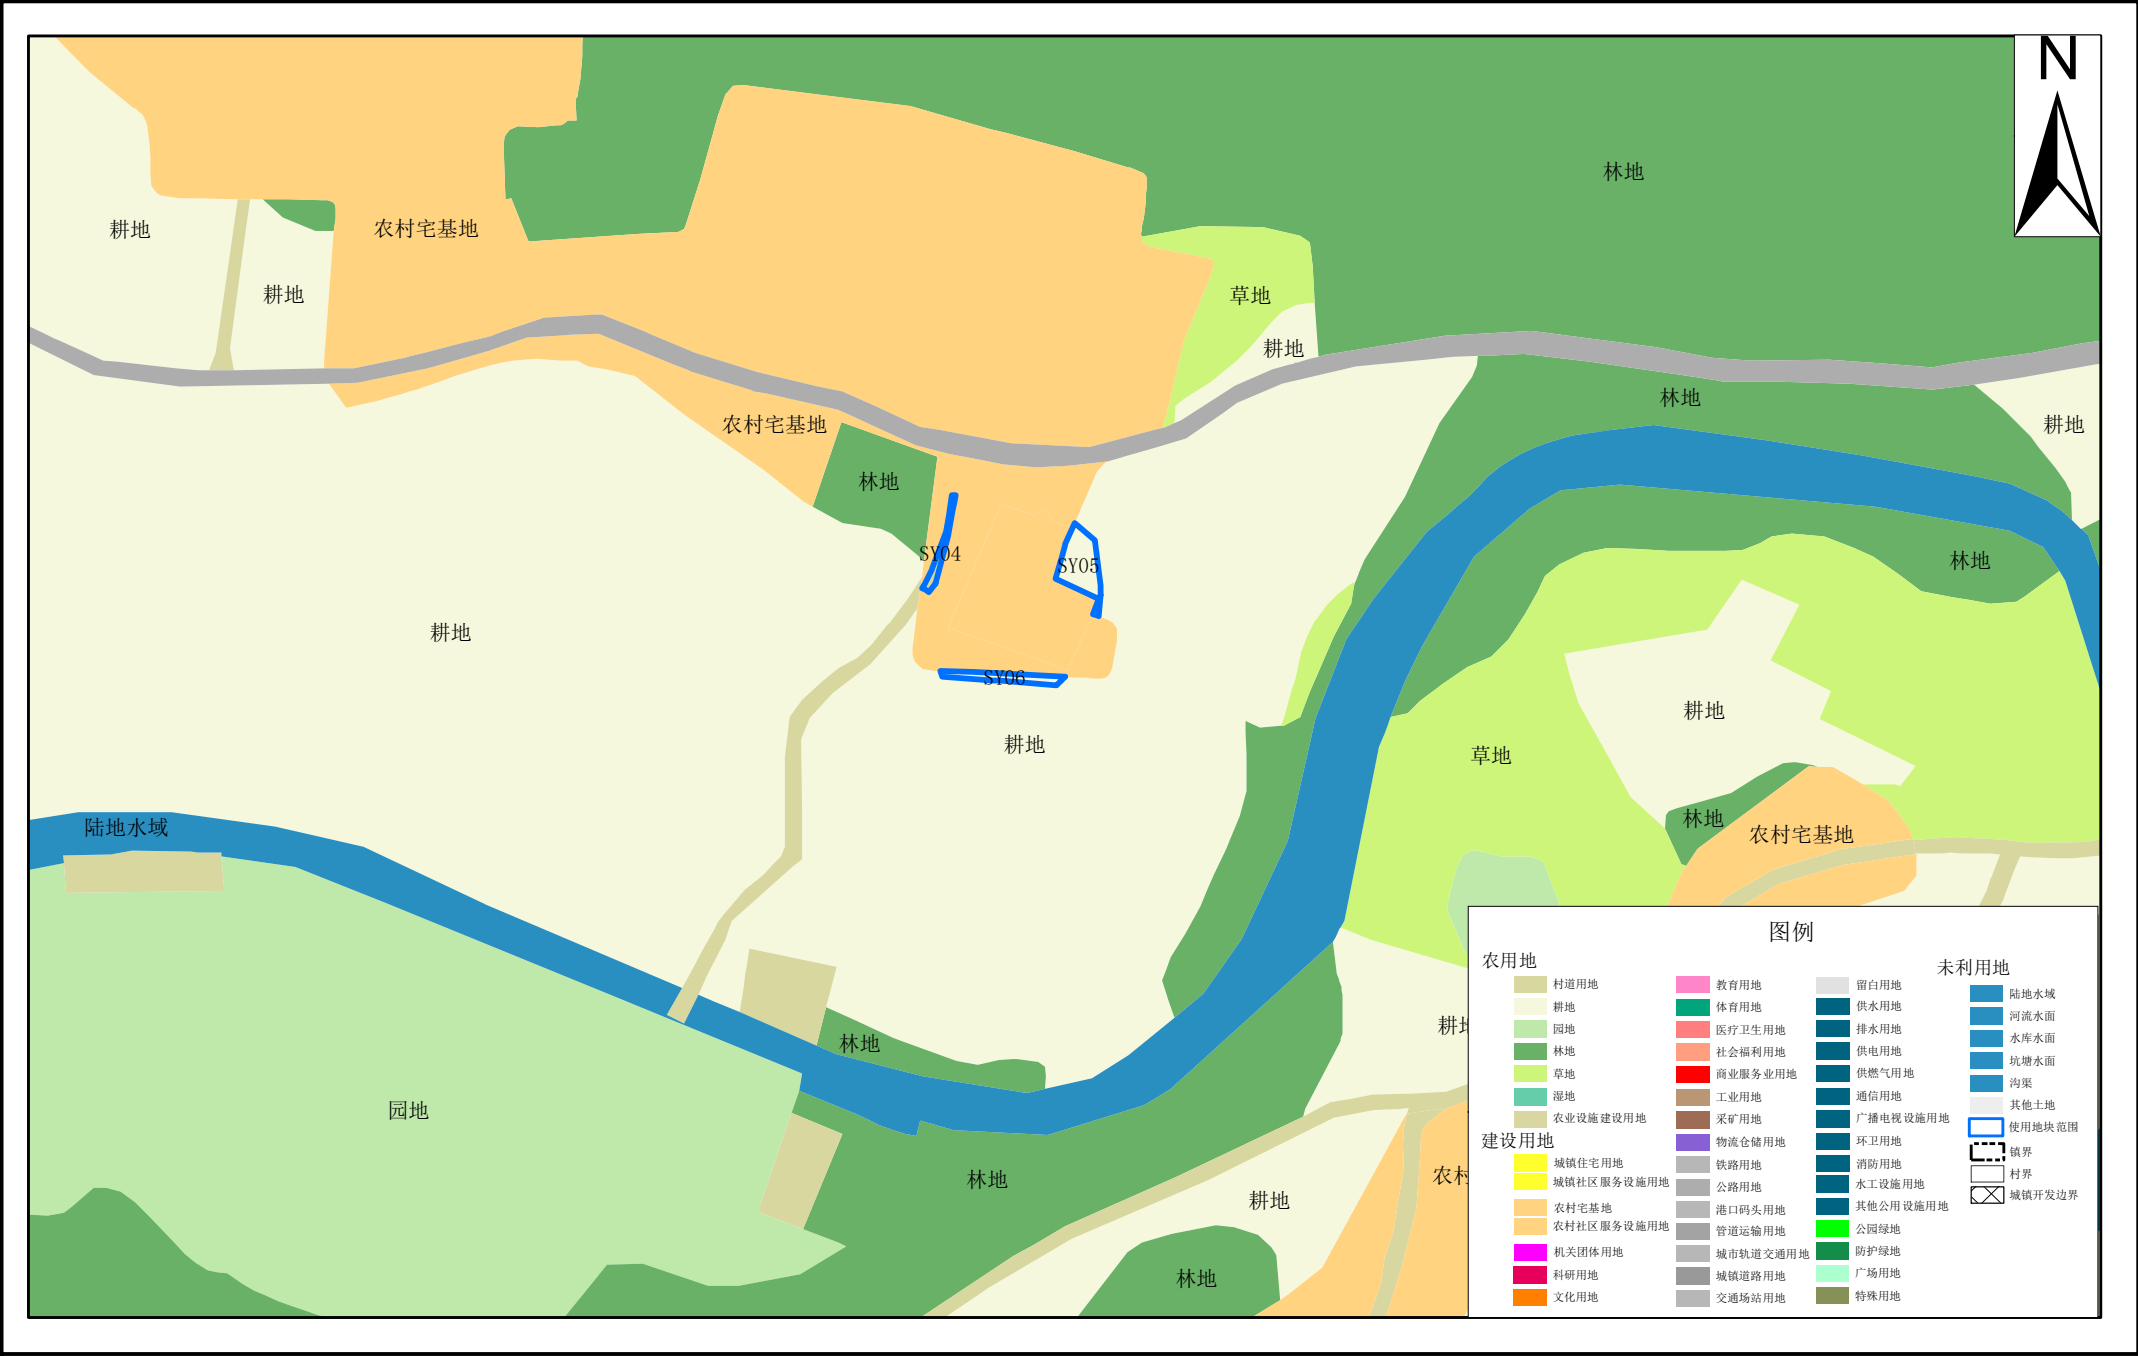 N
林地
耕地
农村宅基地
耕地
草地
耕地
林地
农村宅基地
耕地
林地
SY04
SY05
林地
耕地
SY06
耕地
耕地
草地
陆地水域
林地
农村宅基地
耕地
林地
园地
林地
农村
耕地
林地
图例
农用地
村道用地
耕地
园地
林地
草地
湿地
农业设施建设用地
建设用地
城镇住宅用地
城镇社区服务设施用地
农村宅基地
农村社区服务设施用地
机关团体用地
科研用地
文化用地
教育用地
体育用地
医疗卫生用地
社会福利用地
商业服务业用地
工业用地
采矿用地
物流仓储用地
铁路用地
公路用地
港口码头用地
管道运输用地
城市轨道交通用地
城镇道路用地
交通场站用地
留白用地
供水用地
排水用地
供电用地
供燃气用地
通信用地
广播电视设施用地
环卫用地
消防用地
水工设施用地
其他公用设施用地
公园绿地
防护绿地
广场用地
特殊用地
未利用地
陆地水域
河流水面
水库水面
坑塘水面
沟渠
其他土地
使用地块范围
镇界
村界
城镇开发边界